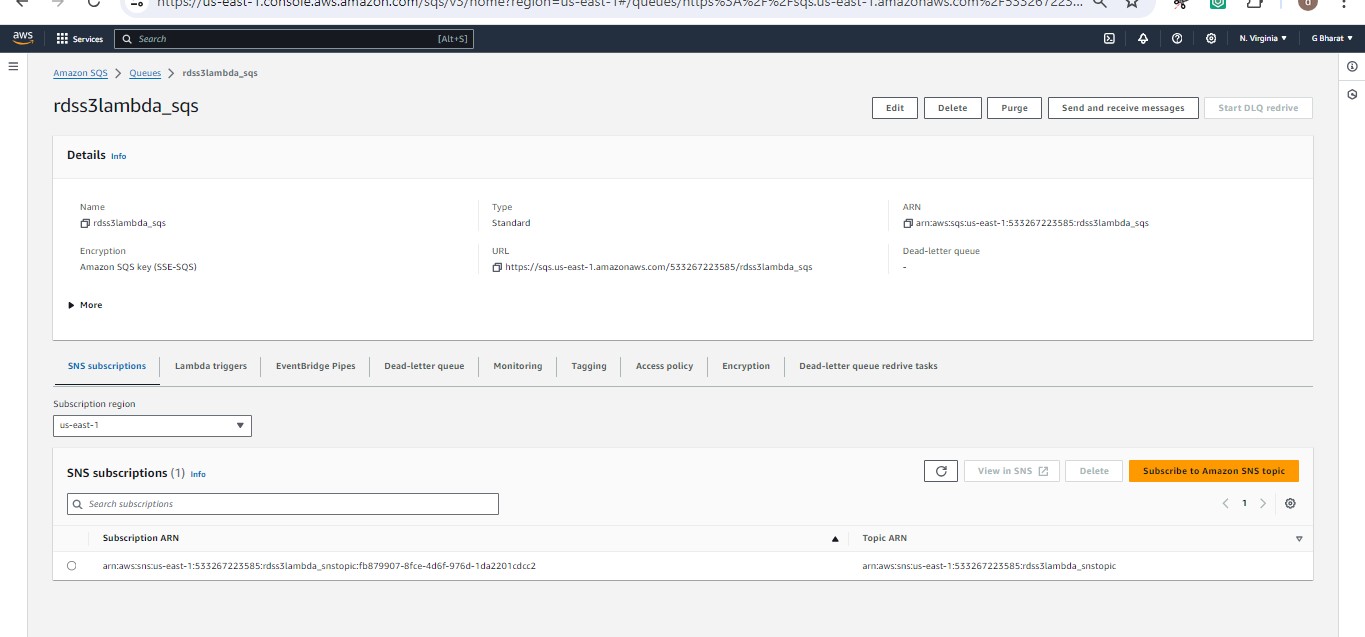 https://us-east-1.console.aws.amazon.com/sqs/v3/home?region=us-east-1#/queues/https%3A%2F%2Fsqs.us-east-1.amazonaws.com%2F533267223...
aws Services Search [Alt+S] N. Virginia ▼ G Bharat ▼
Amazon SQS > Queues > rdss3lambda_sqs
rdss3lambda_sqs Edit Delete Purge Send and receive messages Start DLQ redrive
Details Info
Name Type ARN
rdss3lambda_sqs Standard arn:aws:sqs:us-east-1:533267223585:rdss3lambda_sqs
Encryption URL Dead-letter queue
Amazon SQS key (SSE-SQS) https://sqs.us-east-1.amazonaws.com/533267223585/rdss3lambda_sqs -
▶ More
SNS subscriptions Lambda triggers EventBridge Pipes Dead-letter queue Monitoring Tagging Access policy Encryption Dead-letter queue redrive tasks
Subscription region
us-east-1
SNS subscriptions (1) Info View in SNS Delete Subscribe to Amazon SNS topic
Search subscriptions < 1 >
Subscription ARN Topic ARN
arn:aws:sns:us-east-1:533267223585:rdss3lambda_snstopic:fb879907-8fce-4d6f-976d-1da2201cdcc2 arn:aws:sns:us-east-1:533267223585:rdss3lambda_snstopic